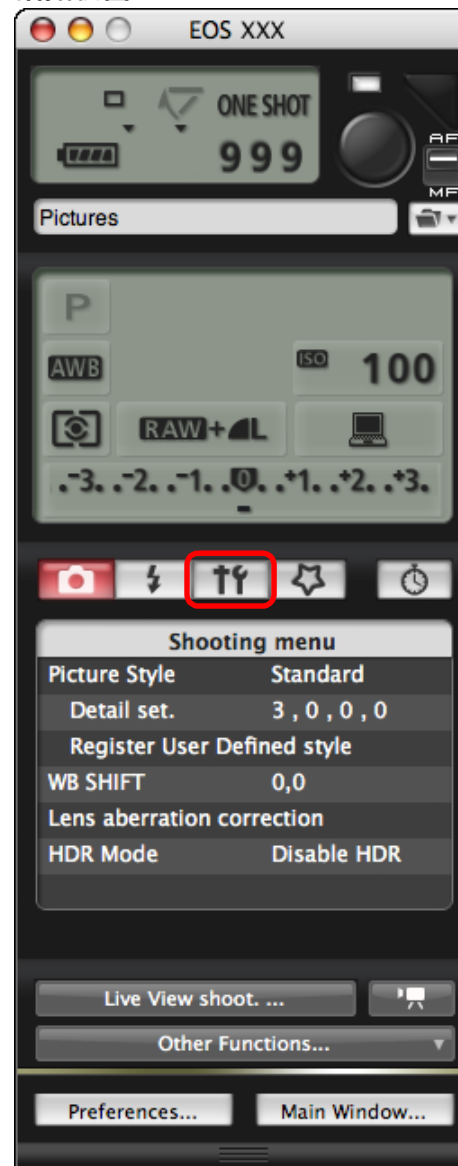 EOS XXX
ONE SHOT
999
AF
MF
Pictures
P
AWB
ISO 100
RAW+L
.-3. .-2. .-1. .0. .+1. .+2. .+3.
Shooting menu
Picture Style Standard
Detail set. 3 , 0 , 0 , 0
Register User Defined style
WB SHIFT 0,0
Lens aberration correction
HDR Mode Disable HDR
Live View shoot. ...
Other Functions...
Preferences... Main Window...